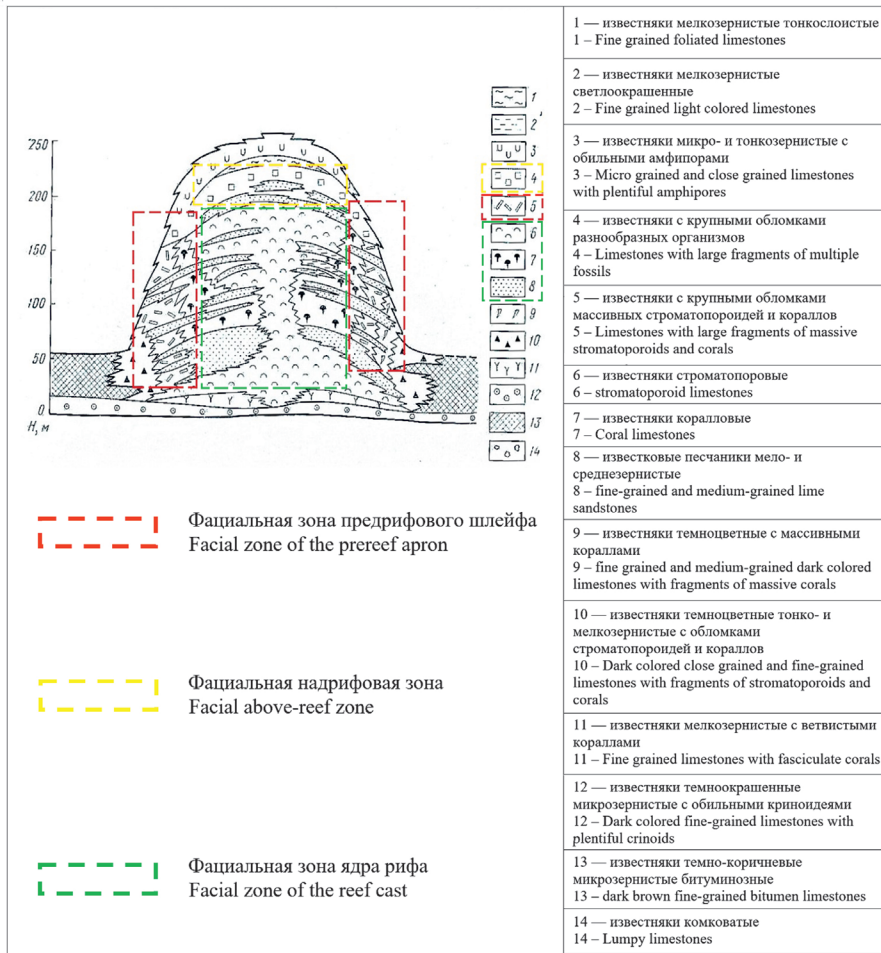 250
200
150
100
50
0
H, м
1
2
3
4
5
6
7
8
9
10
11
12
13
14
Фациальная зона предрифового шлейфа
Facial zone of the prereef apron
Фациальная надрифовая зона
Facial above-reef zone
Фациальная зона ядра рифа
Facial zone of the reef cast
1 — известняки мелкозернистые тонкослоистые
1 – Fine grained foliated limestones
2 — известняки мелкозернистые
светлоокрашенные
2 – Fine grained light colored limestones
3 — известняки микро- и тонкозернистые с
обильными амфипорами
3 – Micro grained and close grained limestones
with plentiful amphipores
4 — известняки с крупными обломками
разнообразных организмов
4 – Limestones with large fragments of multiple
fossils
5 — известняки с крупными обломками
массивных строматопороидей и кораллов
5 – Limestones with large fragments of massive
stromatoporoids and corals
6 — известняки строматопоровые
6 – stromatoporoid limestones
7 — известняки коралловые
7 – Coral limestones
8 — известковые песчаники мело- и
среднезернистые
8 – fine-grained and medium-grained lime
sandstones
9 — известняки темноцветные с массивными
кораллами
9 – fine grained and medium-grained dark colored
limestones with fragments of massive corals
10 — известняки темноцветные тонко- и
мелкозернистые с обломками
строматопороидей и кораллов
10 – Dark colored close grained and fine-grained
limestones with fragments of stromatoporoids and
corals
11 — известняки мелкозернистые с ветвистыми
кораллами
11 – Fine grained limestones with fasciculate corals
12 — известняки темноокрашенные
микрозернистые с обильными криноидеями
12 – Dark colored fine-grained limestones with
plentiful crinoids
13 — известняки темно-коричневые
микрозернистые битуминозные
13 – dark brown fine-grained bitumen limestones
14 — известняки комковатые
14 – Lumpy limestones